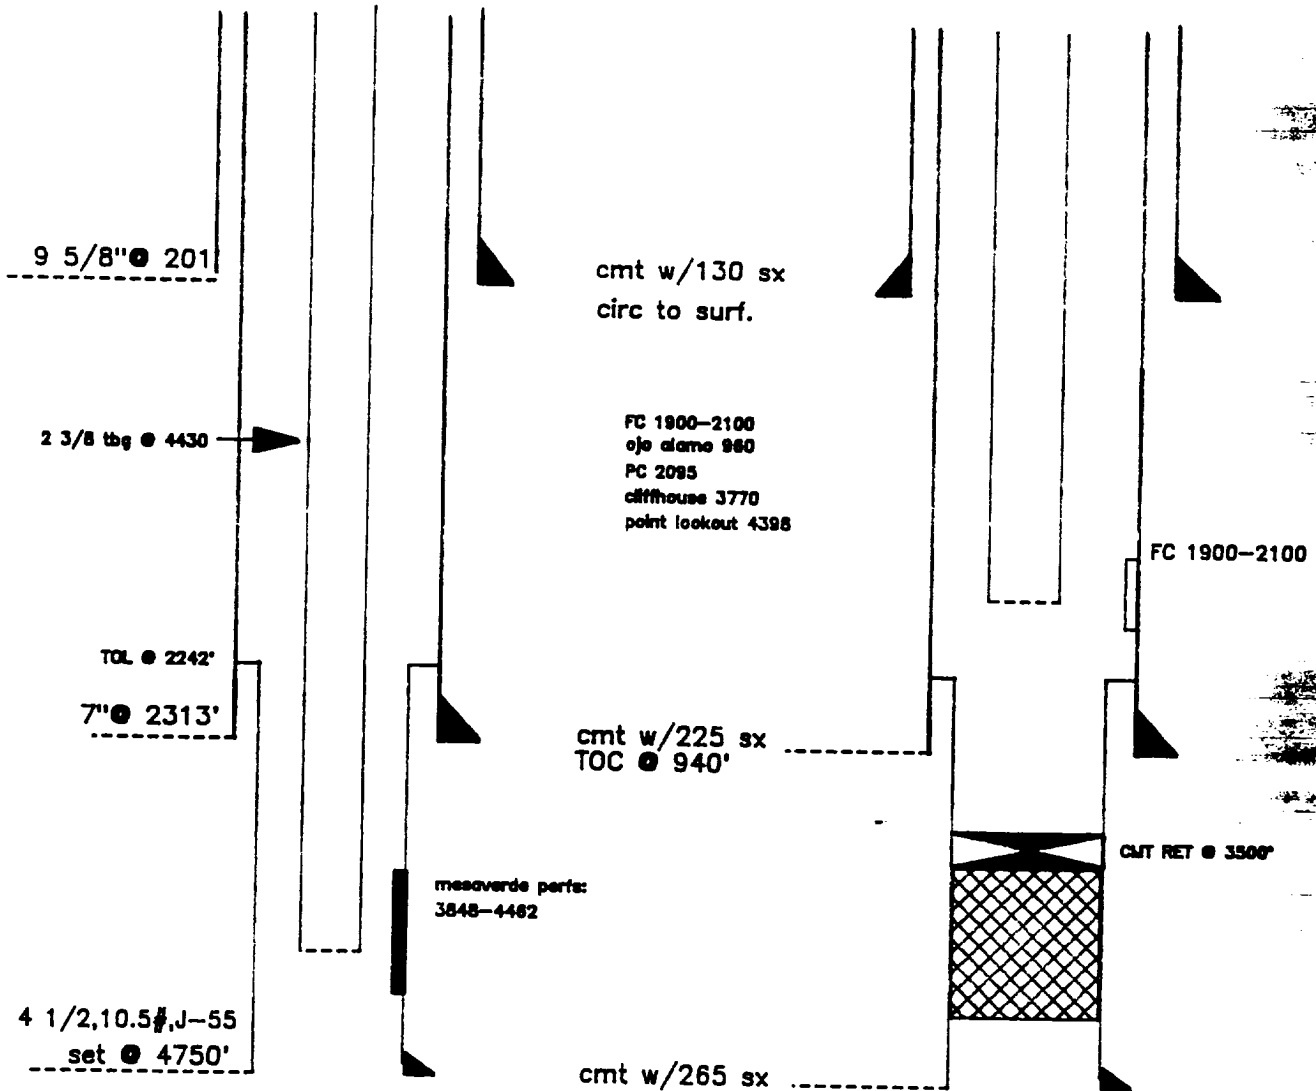 9 5/8"@ 201
cmt w/130 sx
circ to surf.
2 3/8 tbg @ 4430
FC 1900-2100
ojo alamo 960
PC 2095
cliffhouse 3770
point lookout 4398
FC 1900-2100
TOL @ 2242'
7"@ 2313'
cmt w/225 sx
TOC @ 940'
CMT RET @ 3500'
mesaverde perfs:
3848-4462
4 1/2,10.5#,J-55
set @ 4750'
cmt w/265 sx